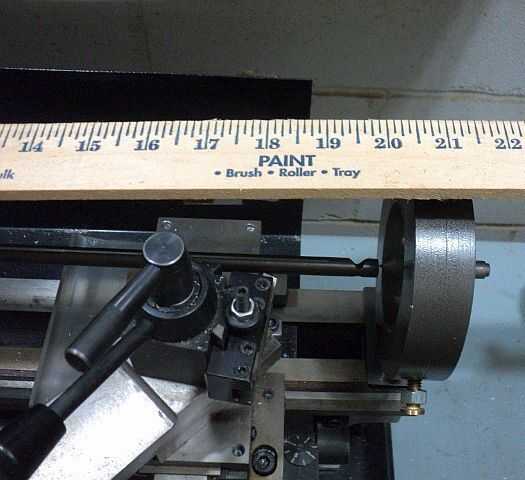 14 15 16 17 18 19 20 21 22
PAINT
• Brush • Roller • Tray